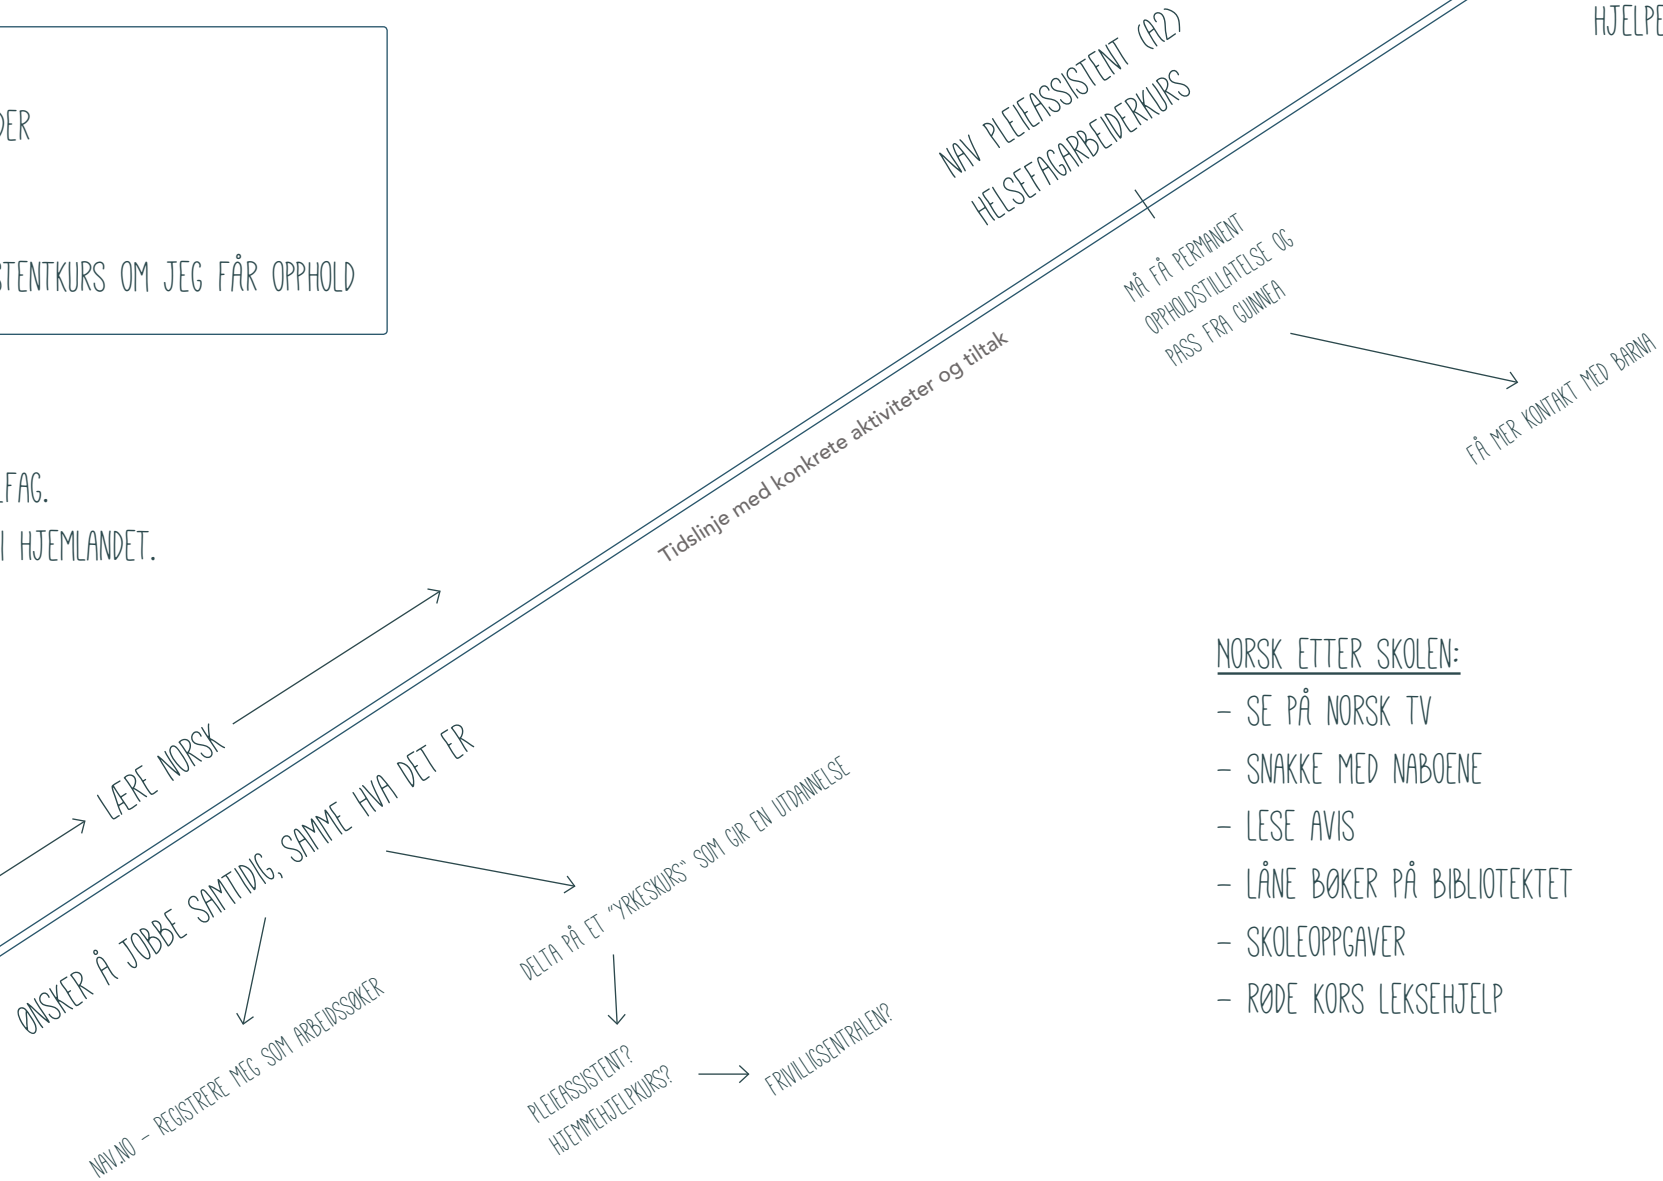 HJELPE
DER
STENTKURS OM JEG FÅR OPPHOLD
LFAG.
I HJEMLANDET.
NAV PLEIEASSISTENT (A2)
HELSEFAGARBEIDERKURS
MÅ FÅ PERMANENT
OPPHOLDSTILLATELSE OG
PASS FRA GUINNEA
FÅ MER KONTAKT MED BARNA
Tidslinje med konkrete aktiviteter og tiltak
LÆRE NORSK
ØNSKER Å JOBBE SAMTIDIG, SAMME HVA DET ER
NAV.NO – REGISTRERE MEG SOM ARBEIDSSØKER
DELTA PÅ ET "YRKESKURS" SOM GIR EN UTDANNELSE
PLEIEASSISTENT?
HJEMMEHJELPKURS?
FRIVILLIGSENTRALEN?
NORSK ETTER SKOLEN:
– SE PÅ NORSK TV
– SNAKKE MED NABOENE
– LESE AVIS
– LÅNE BØKER PÅ BIBLIOTEKTET
– SKOLEOPPGAVER
– RØDE KORS LEKSEHJELP